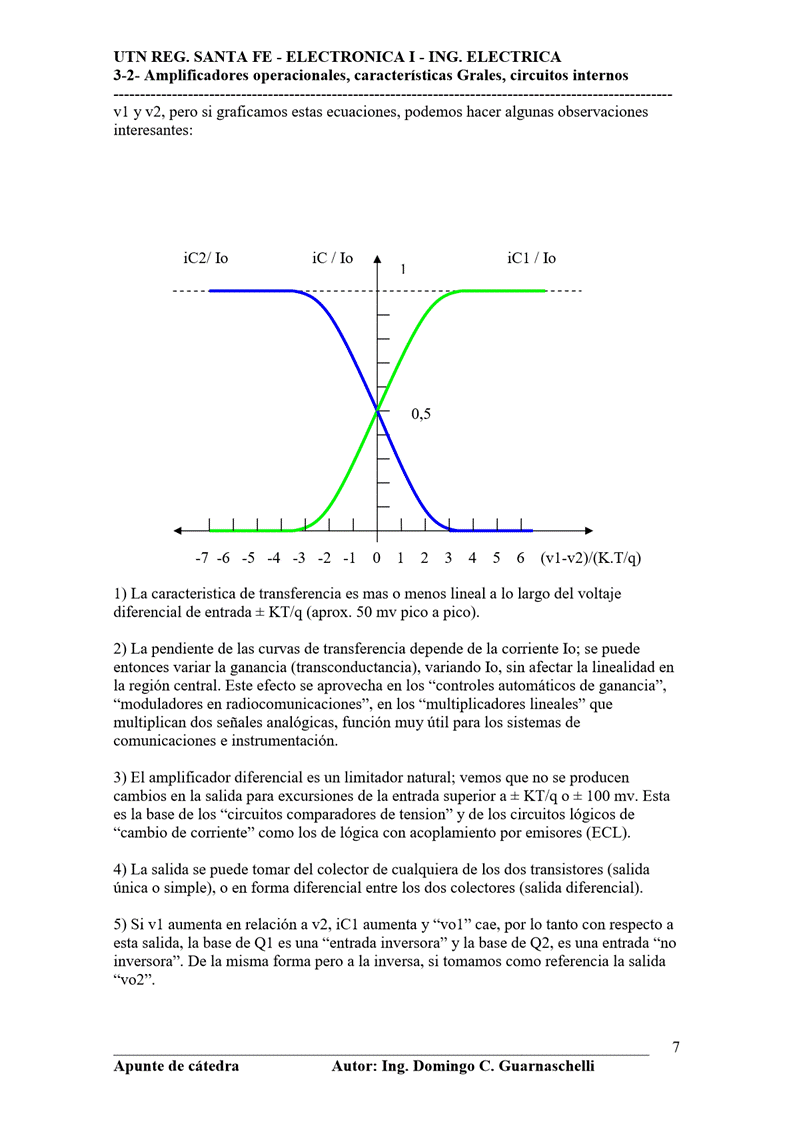 UTN REG. SANTA FE - ELECTRONICA I - ING. ELECTRICA
3-2- Amplificadores operacionales, características Grales, circuitos internos
---------------------------------------------------------------------------------------------------------
v1 y v2, pero si graficamos estas ecuaciones, podemos hacer algunas observaciones
interesantes:
iC2/ Io iC / Io 1 iC1 / Io
0,5
-7 -6 -5 -4 -3 -2 -1 0 1 2 3 4 5 6 (v1-v2)/(K.T/q)
1) La caracteristica de transferencia es mas o menos lineal a lo largo del voltaje
diferencial de entrada ± KT/q (aprox. 50 mv pico a pico).
2) La pendiente de las curvas de transferencia depende de la corriente Io; se puede
entonces variar la ganancia (transconductancia), variando Io, sin afectar la linealidad en
la región central. Este efecto se aprovecha en los “controles automáticos de ganancia”,
“moduladores en radiocomunicaciones”, en los “multiplicadores lineales” que
multiplican dos señales analógicas, función muy útil para los sistemas de
comunicaciones e instrumentación.
3) El amplificador diferencial es un limitador natural; vemos que no se producen
cambios en la salida para excursiones de la entrada superior a ± KT/q o ± 100 mv. Esta
es la base de los “circuitos comparadores de tension” y de los circuitos lógicos de
“cambio de corriente” como los de lógica con acoplamiento por emisores (ECL).
4) La salida se puede tomar del colector de cualquiera de los dos transistores (salida
única o simple), o en forma diferencial entre los dos colectores (salida diferencial).
5) Si v1 aumenta en relación a v2, iC1 aumenta y “vo1” cae, por lo tanto con respecto a
esta salida, la base de Q1 es una “entrada inversora” y la base de Q2, es una entrada “no
inversora”. De la misma forma pero a la inversa, si tomamos como referencia la salida
“vo2”.
7
Apunte de cátedra Autor: Ing. Domingo C. Guarnaschelli